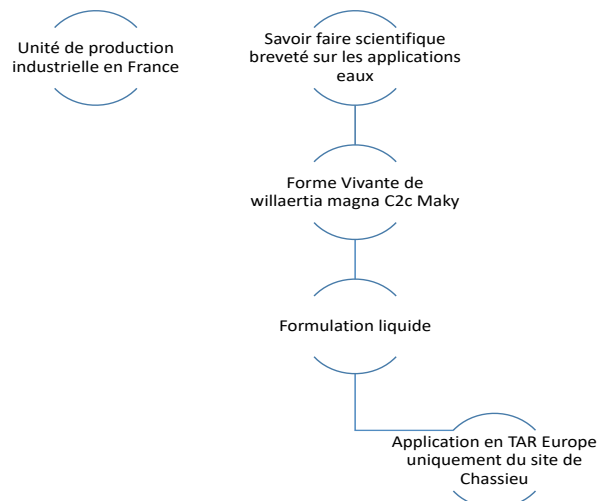 Unité de production
industrielle en France
Savoir faire scientifique
breveté sur les applications
eaux
Forme Vivante de
willaertia magna C2c Maky
Formulation liquide
Application en TAR Europe
uniquement du site de
Chassieu